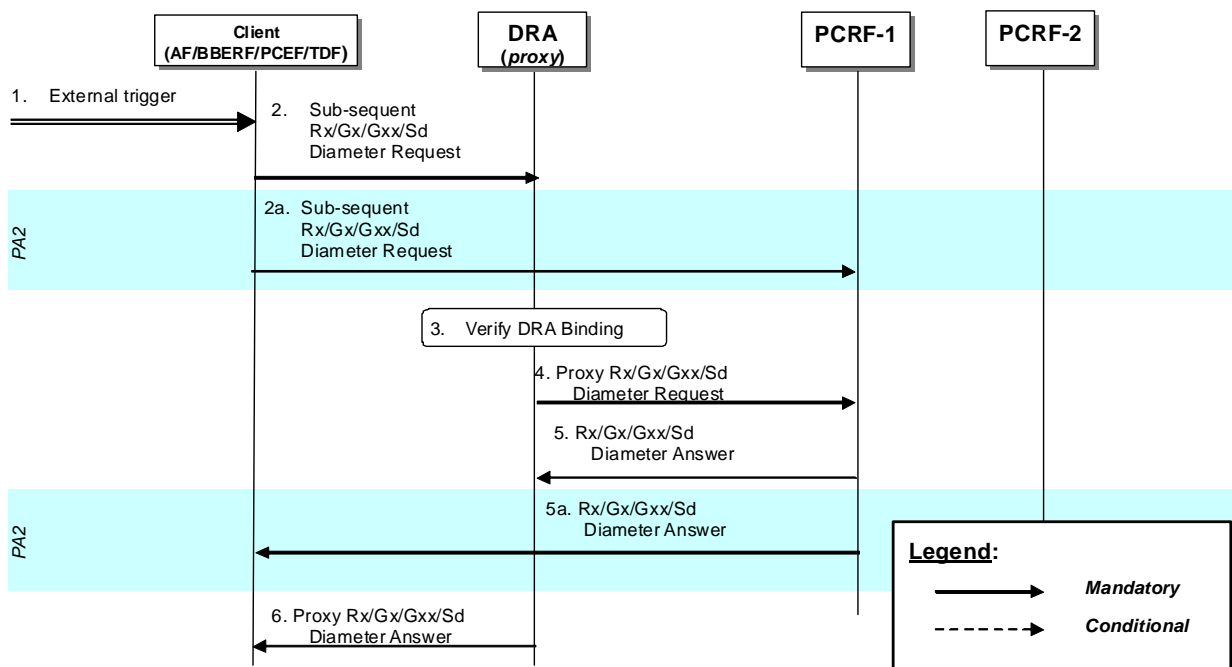 Client
(AF/BBERF/PCEF/TDF)
DRA
(proxy)
PCRF-1
PCRF-2
1. External trigger
2. Sub-sequent
Rx/Gx/Gxx/Sd
Diameter Request
PA2
2a. Sub-sequent
Rx/Gx/Gxx/Sd
Diameter Request
3. Verify DRA Binding
4. Proxy Rx/Gx/Gxx/Sd
Diameter Request
5. Rx/Gx/Gxx/Sd
Diameter Answer
PA2
5a. Rx/Gx/Gxx/Sd
Diameter Answer
6. Proxy Rx/Gx/Gxx/Sd
Diameter Answer
Legend:
Mandatory
Conditional